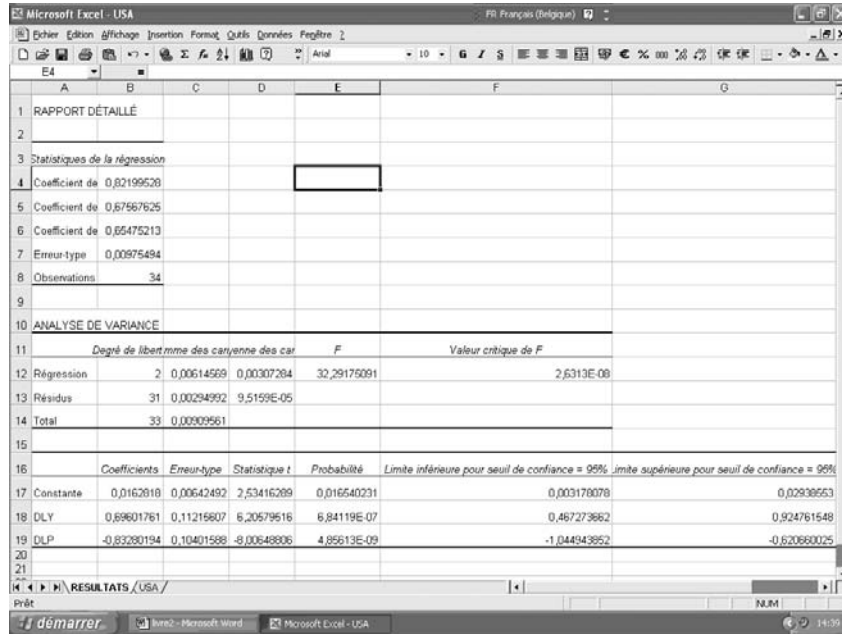 Microsoft Excel - USA
FR Français (Belgique)
Fichier Edition Affichage Insertion Format Outils Données Fenêtre ?
Arial 10 G I S € % 000
E4 =
A B C D E F G
1 RAPPORT DÉTAILLÉ
2
3 Statistiques de la régression
4 Coefficient de 0,82199528
5 Coefficient de 0,67567625
6 Coefficient de 0,65475213
7 Erreur-type 0,00975494
8 Observations 34
9
10 ANALYSE DE VARIANCE
11 Degré de libert mme des car yenne des car F Valeur critique de F
12 Régression 2 0,00614569 0,00307284 32,29175091 2,6313E-08
13 Résidus 31 0,00294992 9,5159E-05
14 Total 33 0,00909561
15
16 Coefficients Erreur-type Statistique t Probabilité Limite inférieure pour seuil de confiance = 95% imite supérieure pour seuil de confiance = 95%
17 Constante 0,0162818 0,00642492 2,53416289 0,016540231 0,003178078 0,02938553
18 DLY 0,69601761 0,11215607 6,20579516 6,84119E-07 0,467273662 0,924761548
19 DLP -0,83280194 0,10401588 -8,00648806 4,85613E-09 -1,044943852 -0,620660025
20
21
RESULTATS / USA
Prêt NUM
démarrer livre2 - Microsoft Word Microsoft Excel - USA 14:39